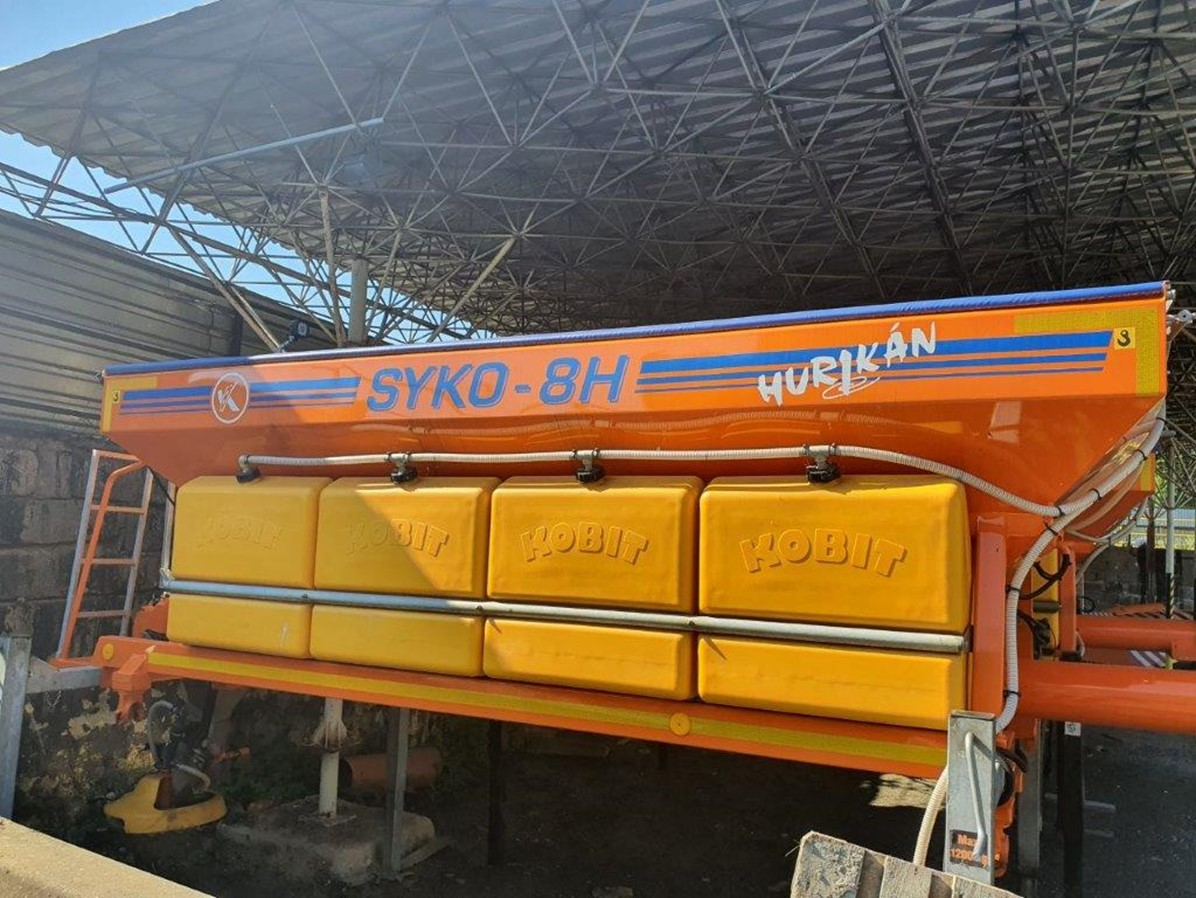 3
K
SYKO-8H
HURIKÁN
3
KOBIT
KOBIT
KOBIT
KOBIT